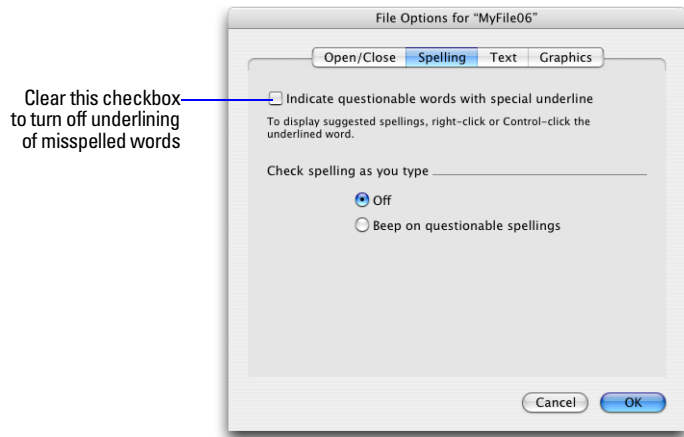 File Options for “MyFile06”
Open/Close Spelling Text Graphics
Clear this checkbox
to turn off underlining
of misspelled words
Indicate questionable words with special underline
To display suggested spellings, right-click or Control-click the
underlined word.
Check spelling as you type
Off
Beep on questionable spellings
Cancel OK